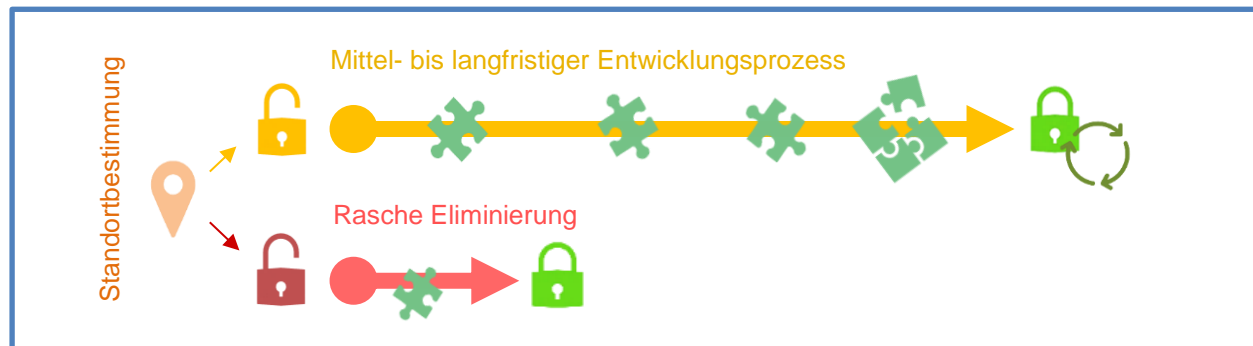 Standortbestimmung
Mittel- bis langfristiger Entwicklungsprozess
Rasche Eliminierung